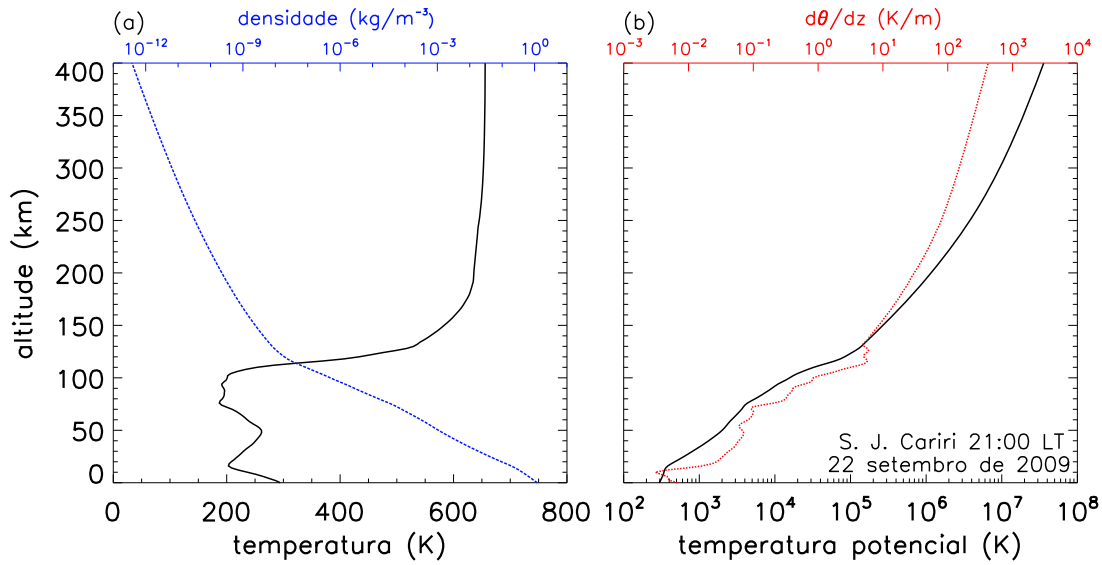 (a) densidade (kg/m⁻³)
10⁻¹² 10⁻⁹ 10⁻⁶ 10⁻³ 10⁰
400
350
300
250
200
150
100
50
0
altitude (km)
0 200 400 600 800
temperatura (K)
(b) dθ/dz (K/m)
10⁻³ 10⁻² 10⁻¹ 10⁰ 10¹ 10² 10³ 10⁴
S. J. Cariri 21:00 LT
22 setembro de 2009
10² 10³ 10⁴ 10⁵ 10⁶ 10⁷ 10⁸
temperatura potencial (K)